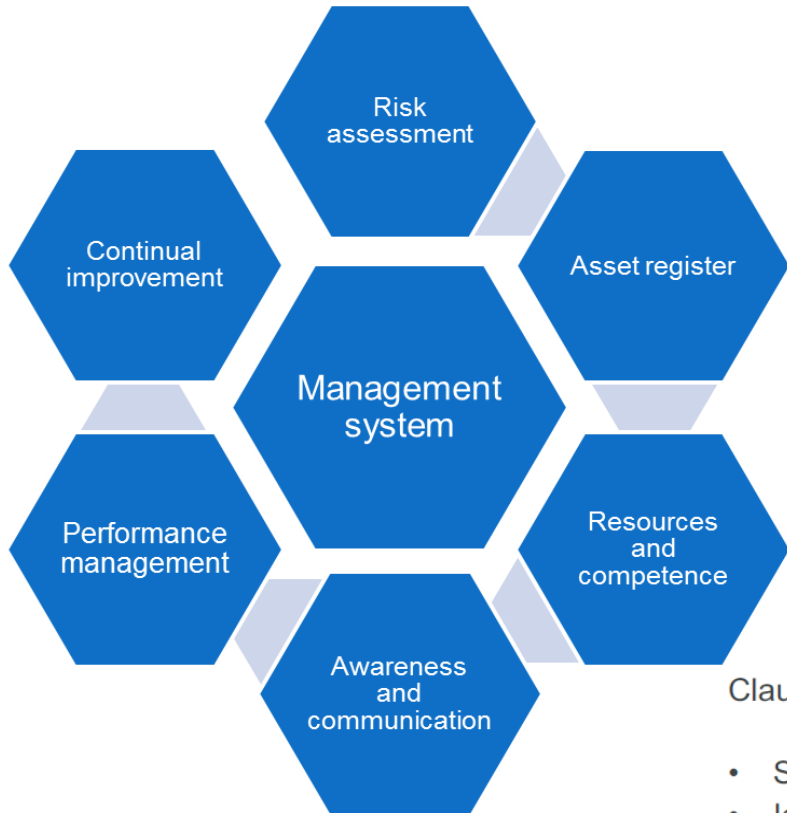 Risk
assessment
Continual
improvement
Asset register
Management
system
Performance
management
Resources
and
competence
Awareness
and
communication
Clau
•
•